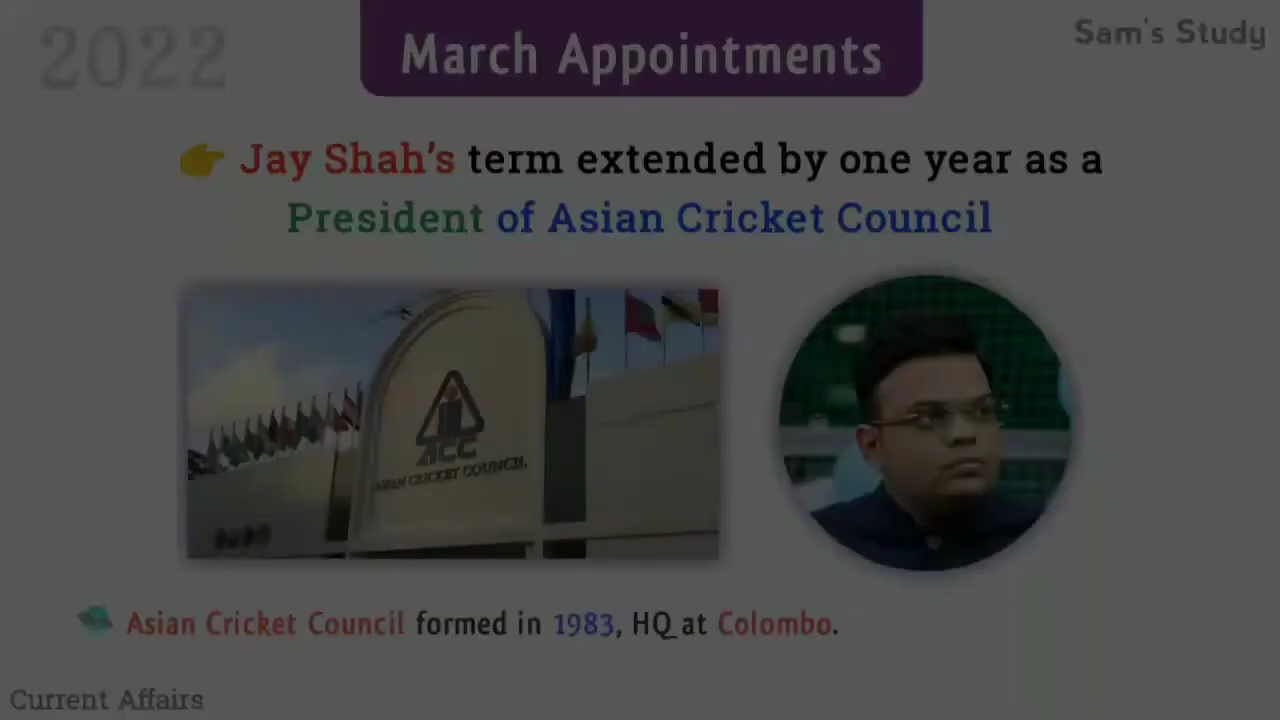 2022
March Appointments
Sam's Study
👉 Jay Shah's term extended by one year as a
President of Asian Cricket Council
ACC
ASIAN CRICKET COUNCIL
Asian Cricket Council formed in 1983, HQ at Colombo.
Current Affairs